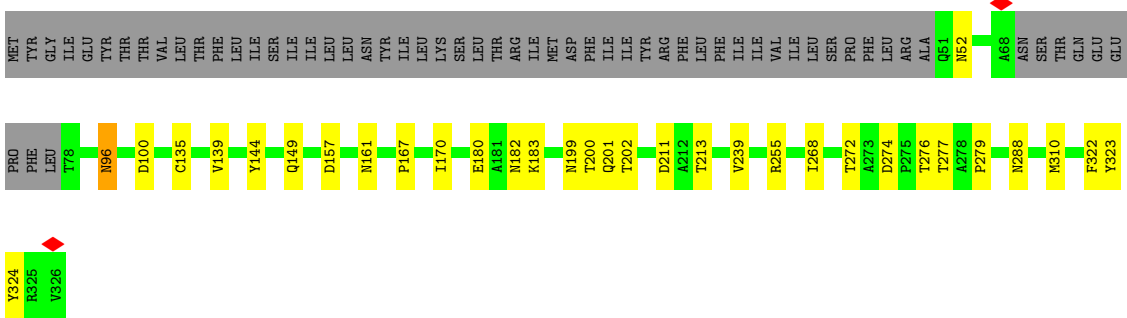 MET TYR GLY ILE GLU TYR THR THR VAL LEU THR PHE LEU ILE SER ILE ILE LEU LEU ASN TYR ILE LEU LYS SER LEU THR ARG ILE MET ASP PHE ILE ILE TYR ARG PHE LEU PHE ILE ILE VAL ILE LEU SER PRO PHE LEU ARG ALA Q51 N52 A68 ASN SER THR GLN GLU GLU
PRO PHE LEU T78 N96 D100 C135 V139 Y144 Q149 D157 N161 P167 I170 E180 A181 N182 K183 N199 T200 Q201 T202 D211 A212 T213 V239 R255 I268 T272 A273 D274 P275 T276 T277 A278 P279 N288 M310 F322 Y323
Y324 R325 V326